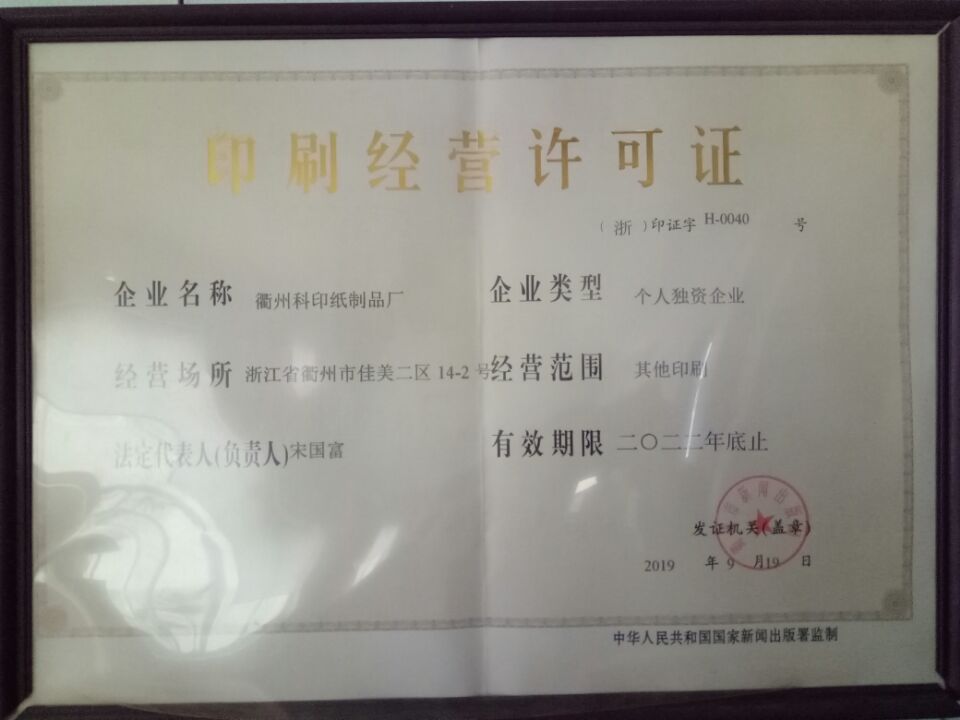 印刷经营许可证
（浙）印证字 H-0040 号
企业名称 衢州科印纸制品厂
企业类型 个人独资企业
经营场所 浙江省衢州市佳美二区 14-2 号
经营范围 其他印刷
法定代表人(负责人) 宋国富
有效期限 二〇二二年底止
新闻出
发证机关(盖章)
2019 年 9 月 19 日
中华人民共和国国家新闻出版署监制